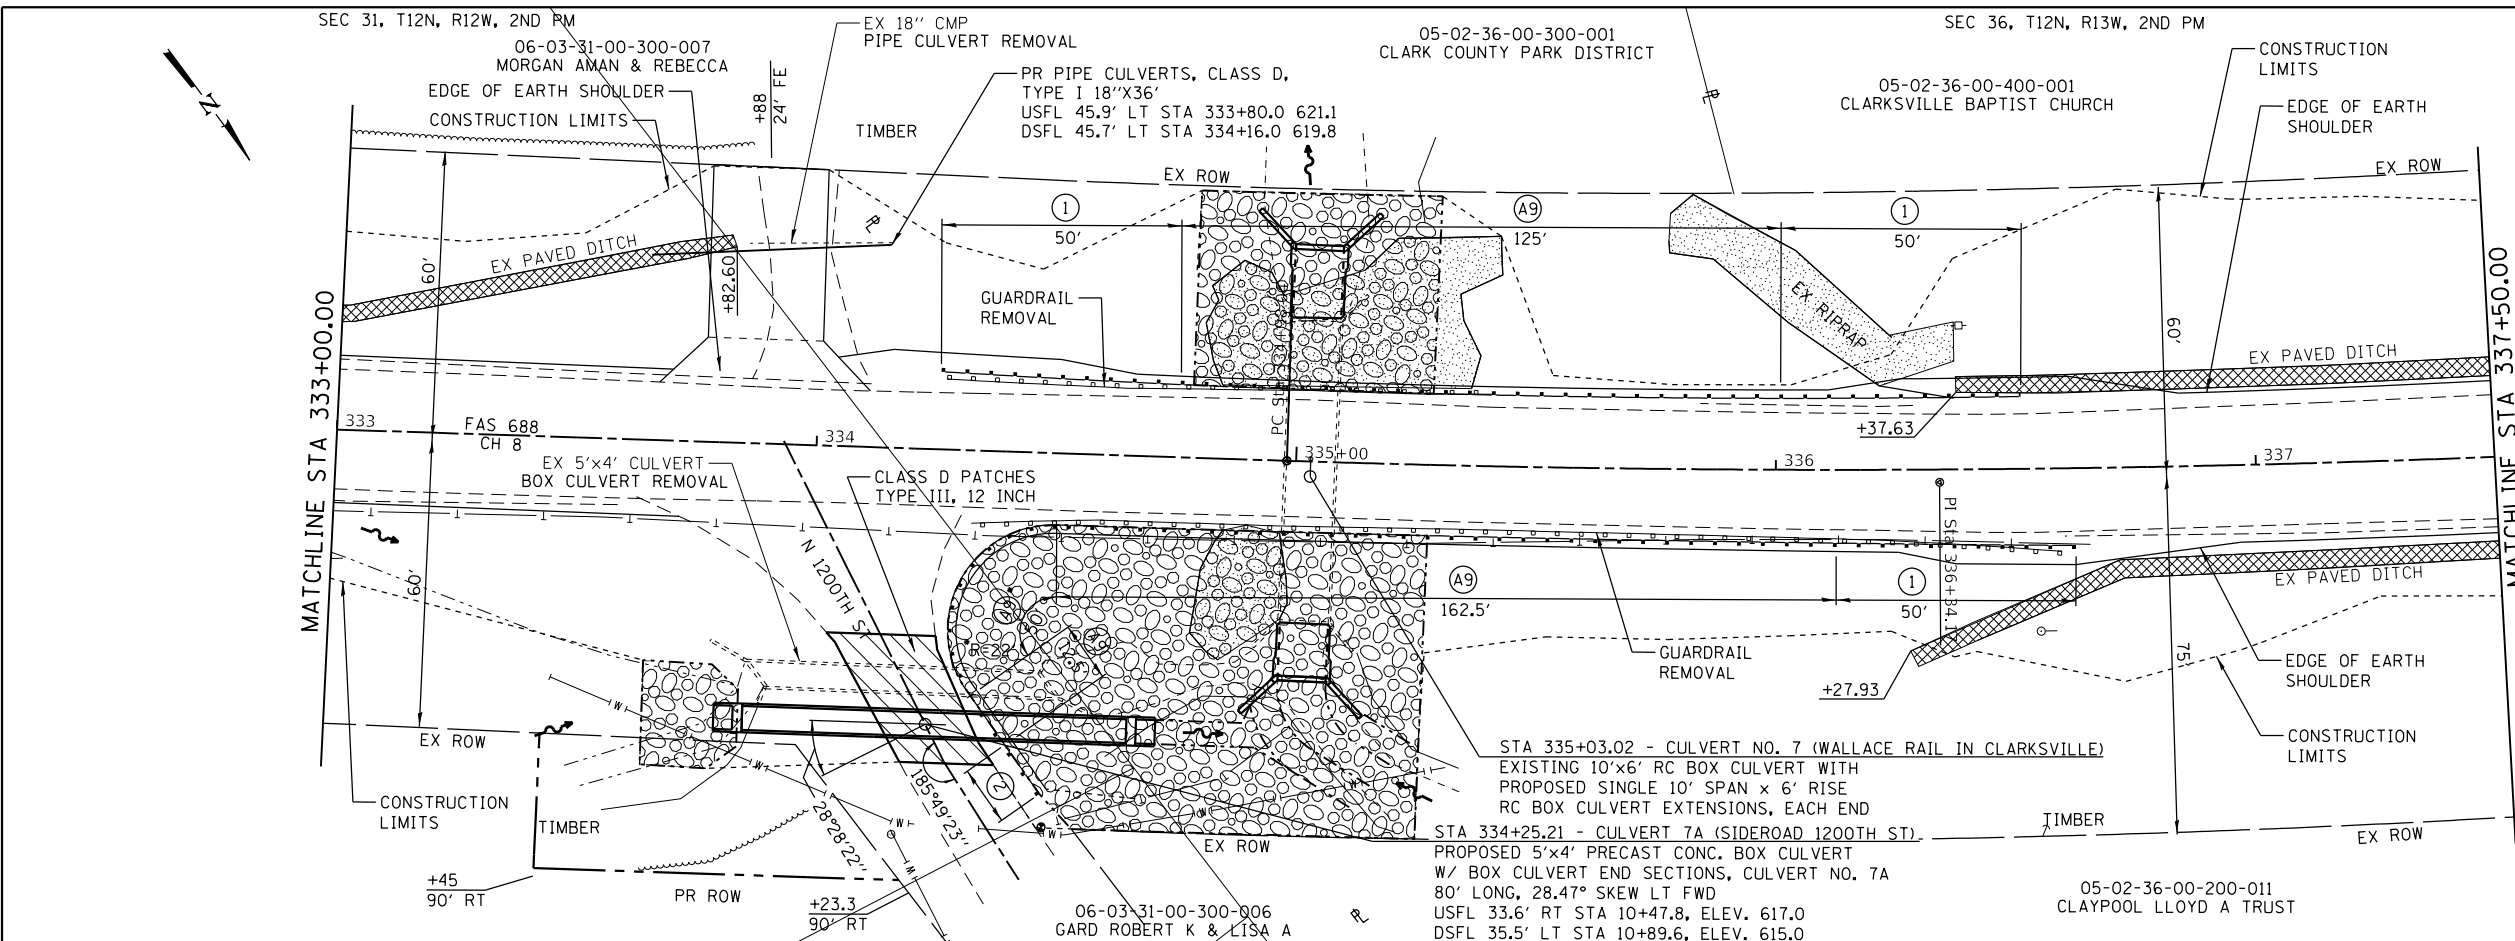 SEC 31, T12N, R12W, 2ND PM
06-03-31-00-300-007
MORGAN AMAN & REBECCA
EDGE OF EARTH SHOULDER
CONSTRUCTION LIMITS
+88
24' FE
EX 18'' CMP
PIPE CULVERT REMOVAL
PR PIPE CULVERTS, CLASS D,
TYPE I 18''X36'
USFL 45.9' LT STA 333+80.0 621.1
DSFL 45.7' LT STA 334+16.0 619.8
TIMBER
05-02-36-00-300-001
CLARK COUNTY PARK DISTRICT
SEC 36, T12N, R13W, 2ND PM
05-02-36-00-400-001
CLARKSVILLE BAPTIST CHURCH
CONSTRUCTION
LIMITS
EDGE OF EARTH
SHOULDER
N
EX ROW
EX ROW
1
50'
A9
125'
1
50'
60'
EX PAVED DITCH
+82.60
GUARDRAIL
REMOVAL
EX RIPRAP
60'
EX PAVED DITCH
MATCHLINE STA 333+00.00
MATCHLINE STA 337+50.00
333
FAS 688
CH 8
334
335+00
336
337
+37.63
EX 5'x4' CULVERT
BOX CULVERT REMOVAL
CLASS D PATCHES
TYPE III, 12 INCH
N 1200TH ST
60'
A9
162.5'
1
50'
EX PAVED DITCH
R=22'
GUARDRAIL
REMOVAL
+27.93
75'
EDGE OF EARTH
SHOULDER
CONSTRUCTION
LIMITS
EX ROW
CONSTRUCTION
LIMITS
TIMBER
2
185°49'23''
28°28'22''
STA 335+03.02 - CULVERT NO. 7 (WALLACE RAIL IN CLARKSVILLE)
EXISTING 10'x6' RC BOX CULVERT WITH
PROPOSED SINGLE 10' SPAN x 6' RISE
RC BOX CULVERT EXTENSIONS, EACH END
STA 334+25.21 - CULVERT 7A (SIDEROAD 1200TH ST)
PROPOSED 5'x4' PRECAST CONC. BOX CULVERT
W/ BOX CULVERT END SECTIONS, CULVERT NO. 7A
80' LONG, 28.47° SKEW LT FWD
USFL 33.6' RT STA 10+47.8, ELEV. 617.0
DSFL 35.5' LT STA 10+89.6, ELEV. 615.0
TIMBER
EX ROW
EX ROW
+45
90' RT
PR ROW
+23.3
90' RT
06-03-31-00-300-006
GARD ROBERT K & LISA A
05-02-36-00-200-011
CLAYPOOL LLOYD A TRUST